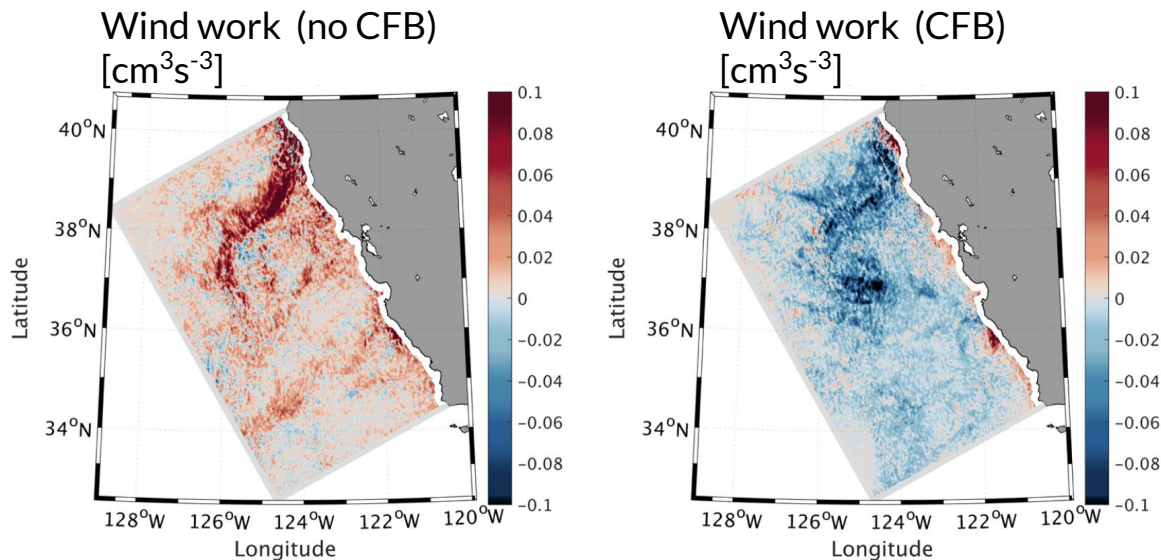 Wind work (no CFB)
[cm³s⁻³]
40°N
38°N
36°N
34°N
Latitude
128°W 126°W 124°W 122°W 120°W
Longitude
0.1
0.08
0.06
0.04
0.02
0
−0.02
−0.04
−0.06
−0.08
−0.1
Wind work (CFB)
[cm³s⁻³]
40°N
38°N
36°N
34°N
Latitude
128°W 126°W 124°W 122°W 120°W
Longitude
0.1
0.08
0.06
0.04
0.02
0
−0.02
−0.04
−0.06
−0.08
−0.1